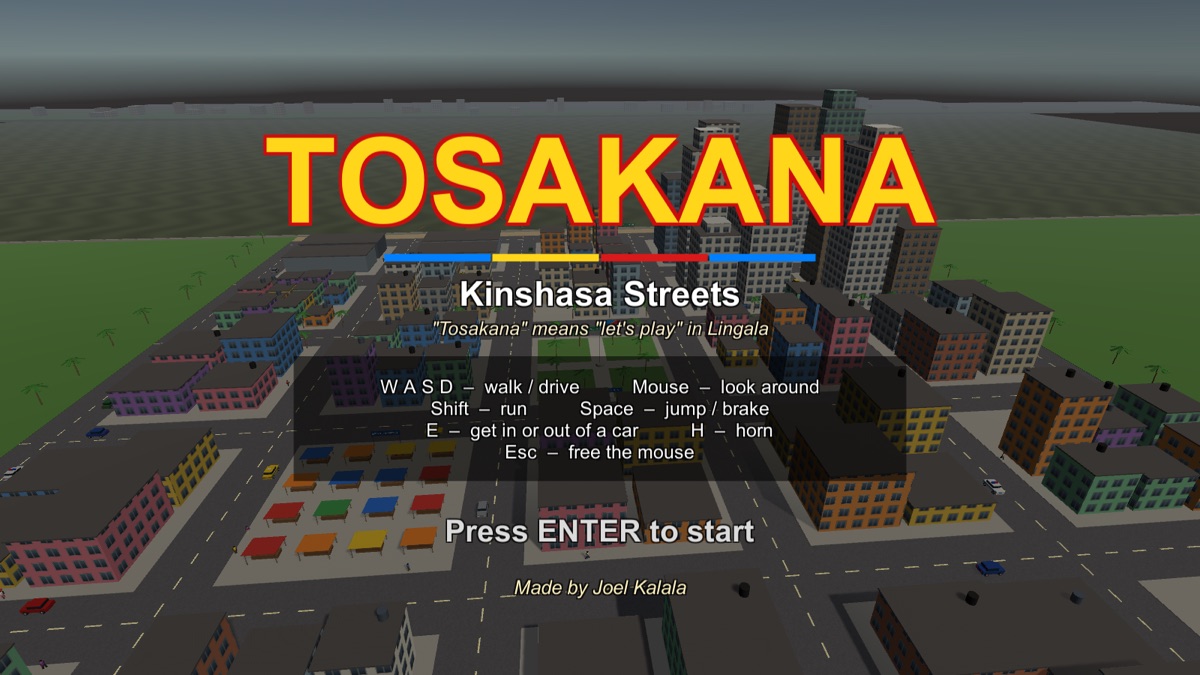 TOSAKANA
Kinshasa Streets
"Tosakana" means "let's play" in Lingala
W A S D – walk / drive Mouse – look around
Shift – run Space – jump / brake
E – get in or out of a car H – horn
Esc – free the mouse
Press ENTER to start
Made by Joel Kalala